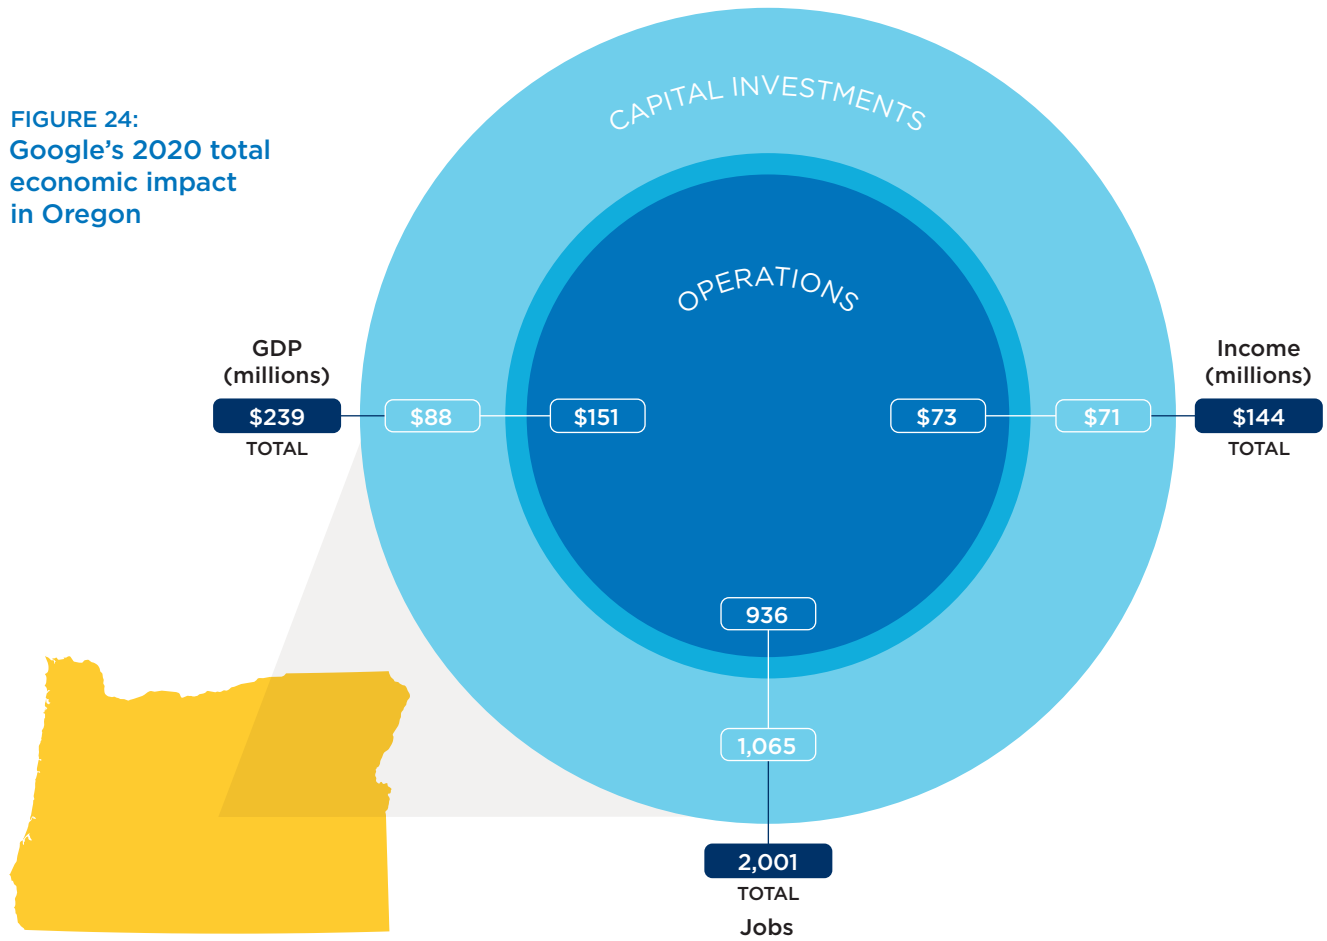 FIGURE 24:
Google’s 2020 total
economic impact
in Oregon
CAPITAL INVESTMENTS
OPERATIONS
GDP
(millions)
$239
TOTAL
$88
$151
$73
$71
Income
(millions)
$144
TOTAL
936
1,065
2,001
TOTAL
Jobs